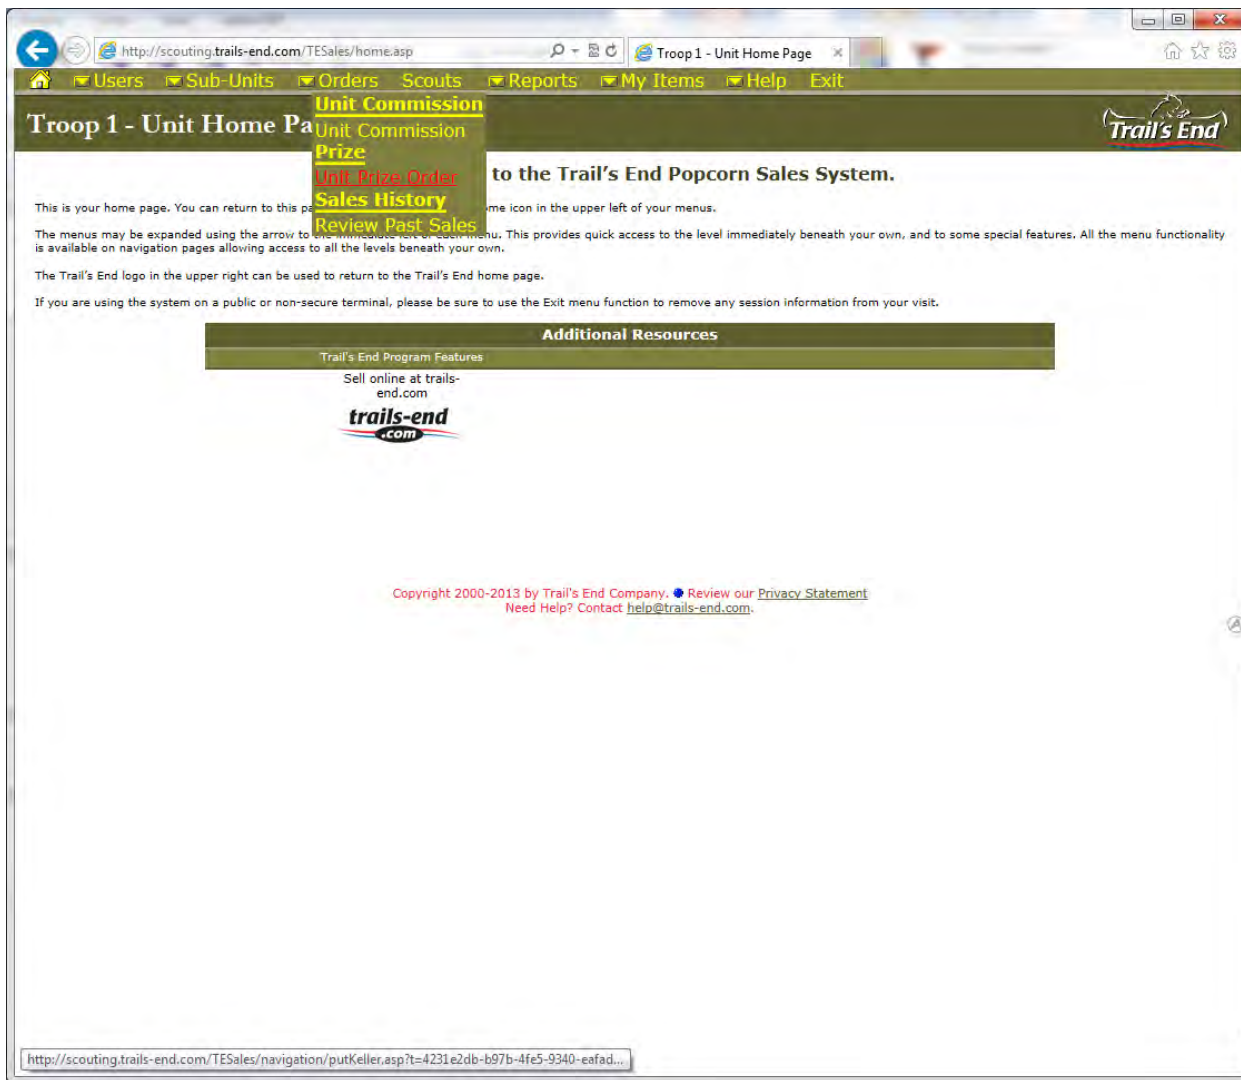 http://scouting.trails-end.com/TESales/home.asp
Troop 1 - Unit Home Page
Users Sub-Units Orders Scouts Reports My Items Help Exit
Troop 1 - Unit Home Pa
Trail's End
Unit Commission
Unit Commission
Prize
Unit Prize Order
Sales History
Review Past Sales
to the Trail's End Popcorn Sales System.
This is your home page. You can return to this pa me icon in the upper left of your menus.
The menus may be expanded using the arrow to the immediate left of each menu. This provides quick access to the level immediately beneath your own, and to some special features. All the menu functionality
is available on navigation pages allowing access to all the levels beneath your own.
The Trail's End logo in the upper right can be used to return to the Trail's End home page.
If you are using the system on a public or non-secure terminal, please be sure to use the Exit menu function to remove any session information from your visit.
Additional Resources
Trail's End Program Features
Sell online at trails-
end.com
trails-end
.com
Copyright 2000-2013 by Trail's End Company. Review our Privacy Statement
Need Help? Contact help@trails-end.com.
http://scouting.trails-end.com/TESales/navigation/putKeller.asp?t=4231e2db-b97b-4fe5-9340-eafad...